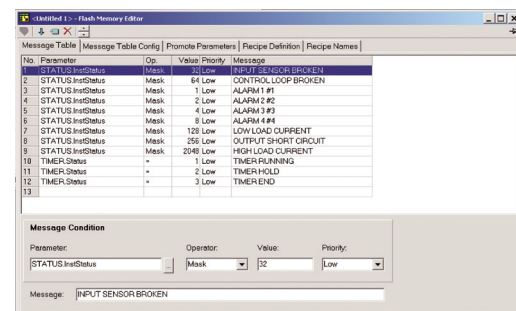 <Untitled 1> - Flash Memory Editor
Message Table Message Table Config Promote Parameters Recipe Definition Recipe Names
No. Parameter Op. Value Priority Message
1 STATUS.InstStatus Mask 32 Low INPUT SENSOR BROKEN
2 STATUS.InstStatus Mask 64 Low CONTROL LOOP BROKEN
3 STATUS.InstStatus Mask 1 Low ALARM 1 #1
4 STATUS.InstStatus Mask 2 Low ALARM 2 #2
5 STATUS.InstStatus Mask 4 Low ALARM 3 #3
6 STATUS.InstStatus Mask 8 Low ALARM 4 #4
7 STATUS.InstStatus Mask 128 Low LOW LOAD CURRENT
8 STATUS.InstStatus Mask 256 Low OUTPUT SHORT CIRCUIT
9 STATUS.InstStatus Mask 2048 Low HIGH LOAD CURRENT
10 TIMER.Status = 1 Low TIMER RUNNING
11 TIMER.Status = 2 Low TIMER HOLD
12 TIMER.Status = 3 Low TIMER END
13
Message Condition
Parameter: Operator: Value: Priority:
STATUS.InstStatus ... Mask 32 Low
Message: INPUT SENSOR BROKEN